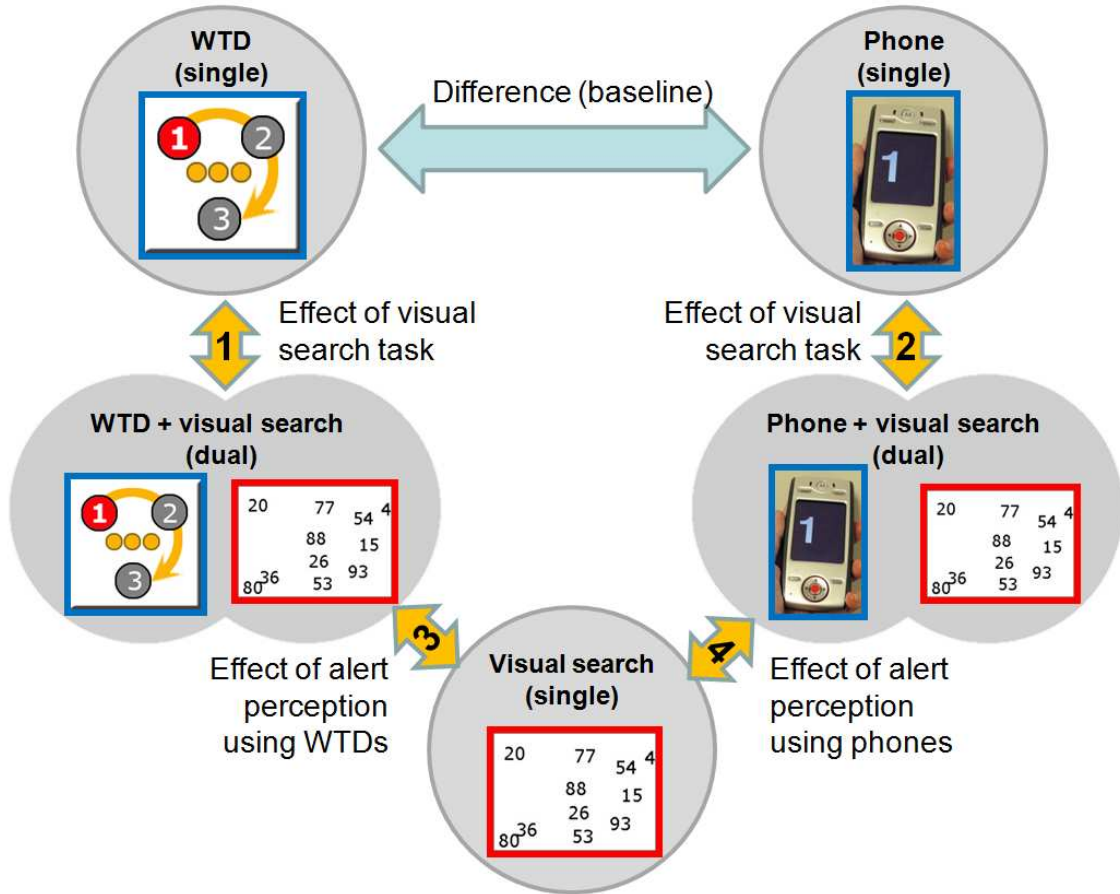 WTD
(single)
1
2
3
Difference (baseline)
Phone
(single)
1
1
Effect of visual
search task
Effect of visual
search task
2
WTD + visual search
(dual)
1
2
3
20
77
54
4
88
15
26
93
36
53
80
Phone + visual search
(dual)
1
20
77
54
4
88
15
26
93
36
53
80
3
Effect of alert
perception
using WTDs
4
Effect of alert
perception
using phones
Visual search
(single)
20
77
54
4
88
15
26
93
36
53
80